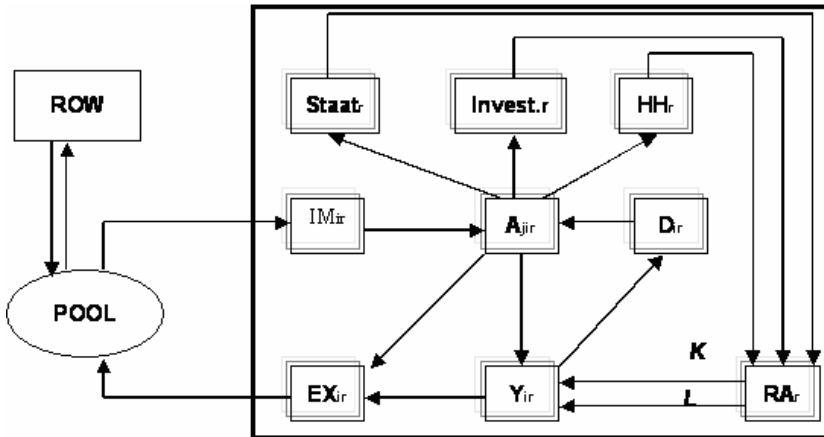 ROW
Staatr
Invest.r
HHr
IMir
Ajir
Dir
POOL
EXir
Yir
K
L
RAr